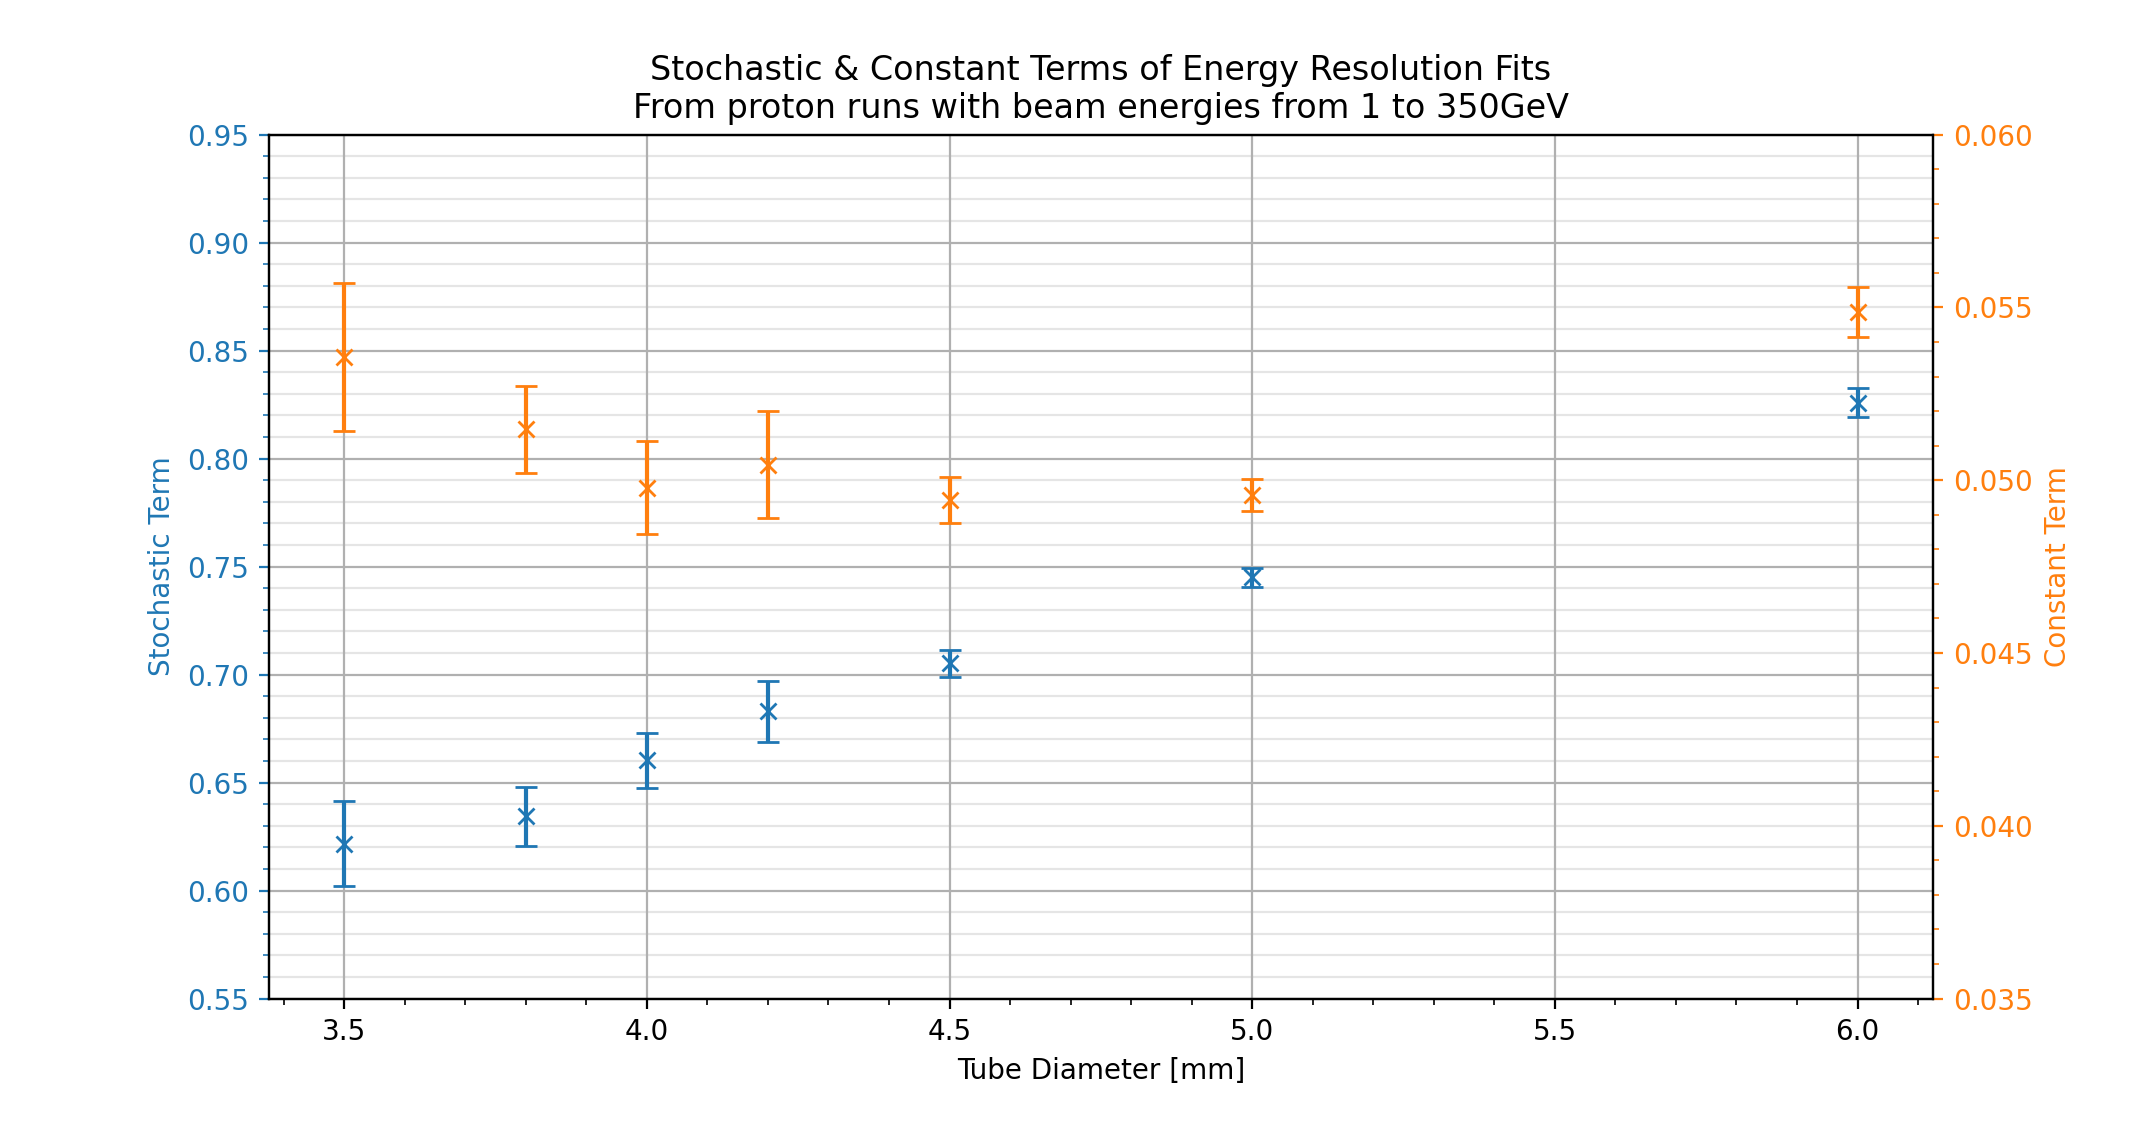 Stochastic & Constant Terms of Energy Resolution Fits
From proton runs with beam energies from 1 to 350GeV
0.95
0.90
0.85
0.80
0.75
0.70
0.65
0.60
0.55
Stochastic Term
0.060
0.055
0.050
0.045
0.040
0.035
Constant Term
3.5 4.0 4.5 5.0 5.5 6.0
Tube Diameter [mm]